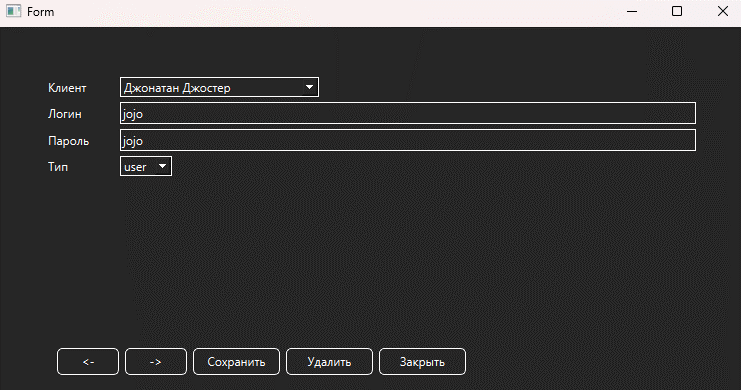 Form
Клиент Джонатан Джостер
Логин jojo
Пароль jojo
Тип user
<- -> Сохранить Удалить Закрыть